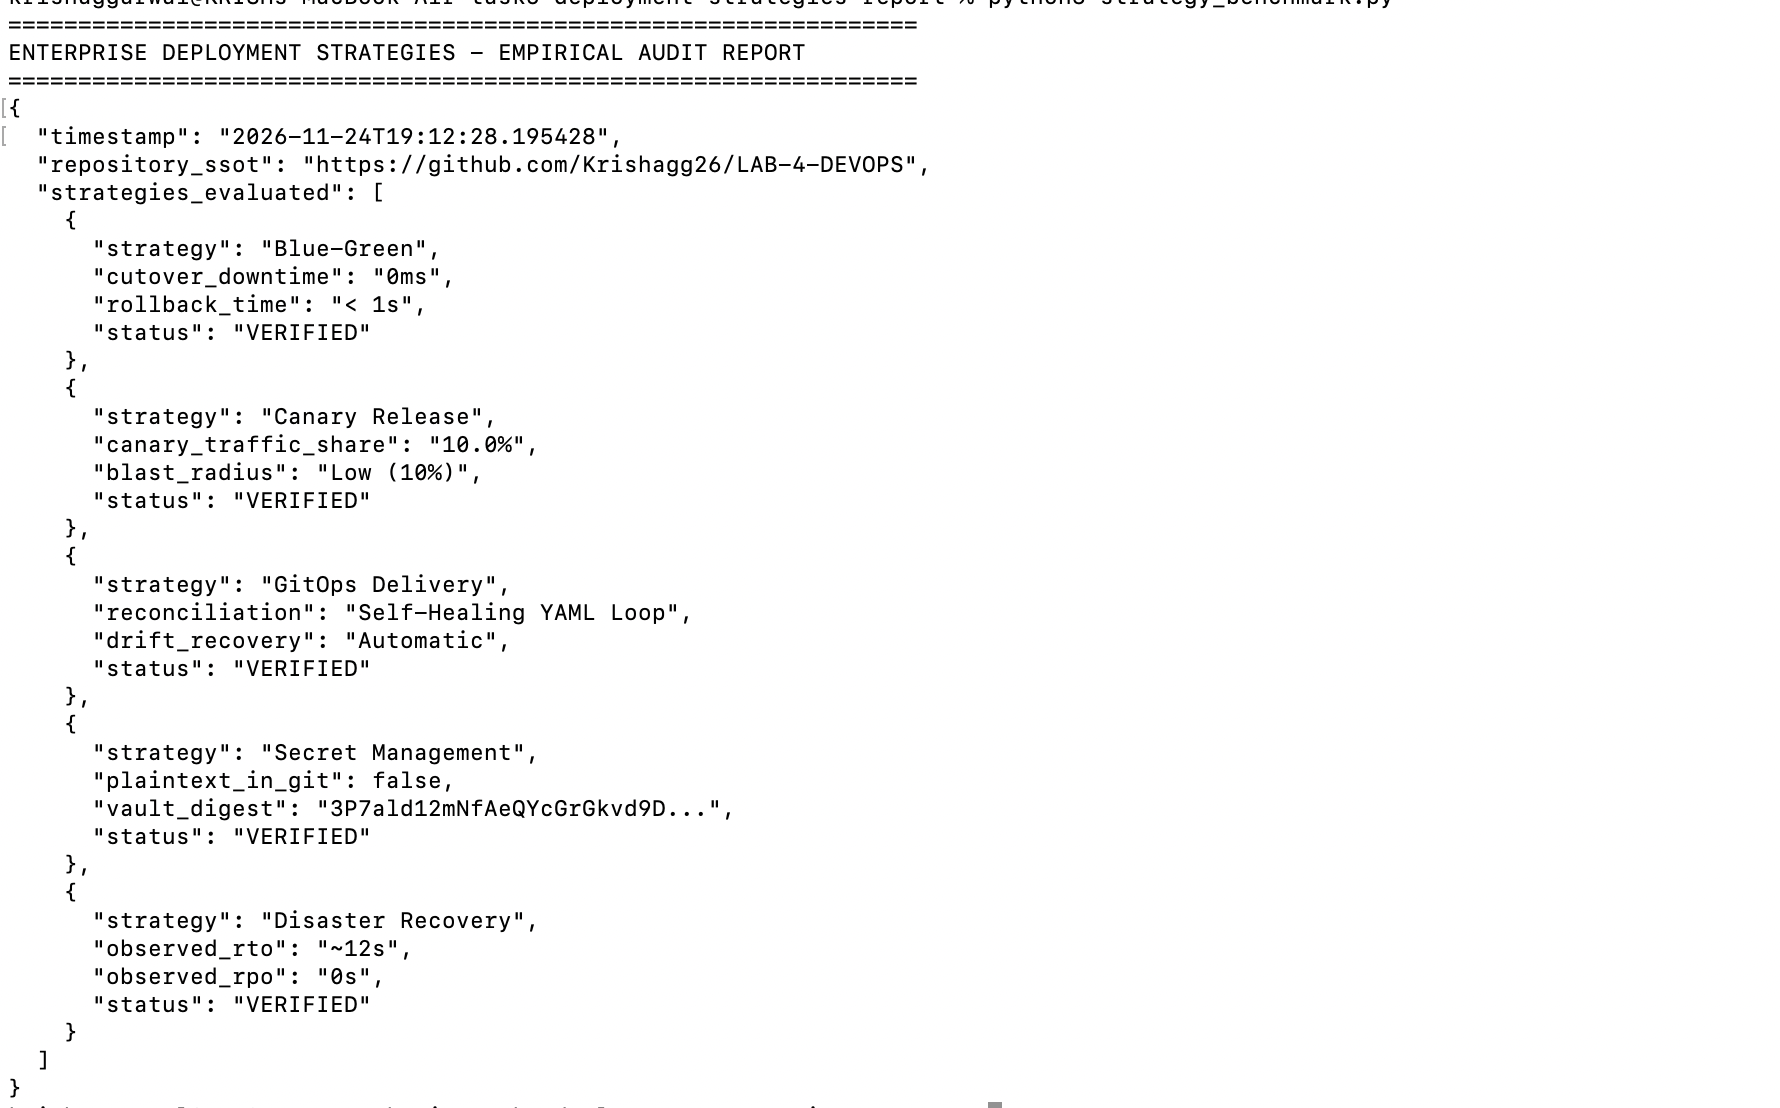 ================================================================= 
ENTERPRISE DEPLOYMENT STRATEGIES – EMPIRICAL AUDIT REPORT
=================================================================
[{
[  "timestamp": "2026-11-24T19:12:28.195428",
  "repository_ssot": "https://github.com/Krishagg26/LAB-4-DEVOPS",
  "strategies_evaluated": [
    {
      "strategy": "Blue-Green",
      "cutover_downtime": "0ms",
      "rollback_time": "< 1s",
      "status": "VERIFIED"
    },
    {
      "strategy": "Canary Release",
      "canary_traffic_share": "10.0%",
      "blast_radius": "Low (10%)",
      "status": "VERIFIED"
    },
    {
      "strategy": "GitOps Delivery",
      "reconciliation": "Self-Healing YAML Loop",
      "drift_recovery": "Automatic",
      "status": "VERIFIED"
    },
    {
      "strategy": "Secret Management",
      "plaintext_in_git": false,
      "vault_digest": "3P7ald12mNfAeQYcGrGkvd9D...",
      "status": "VERIFIED"
    },
    {
      "strategy": "Disaster Recovery",
      "observed_rto": "~12s",
      "observed_rpo": "0s",
      "status": "VERIFIED"
    }
  ]
}